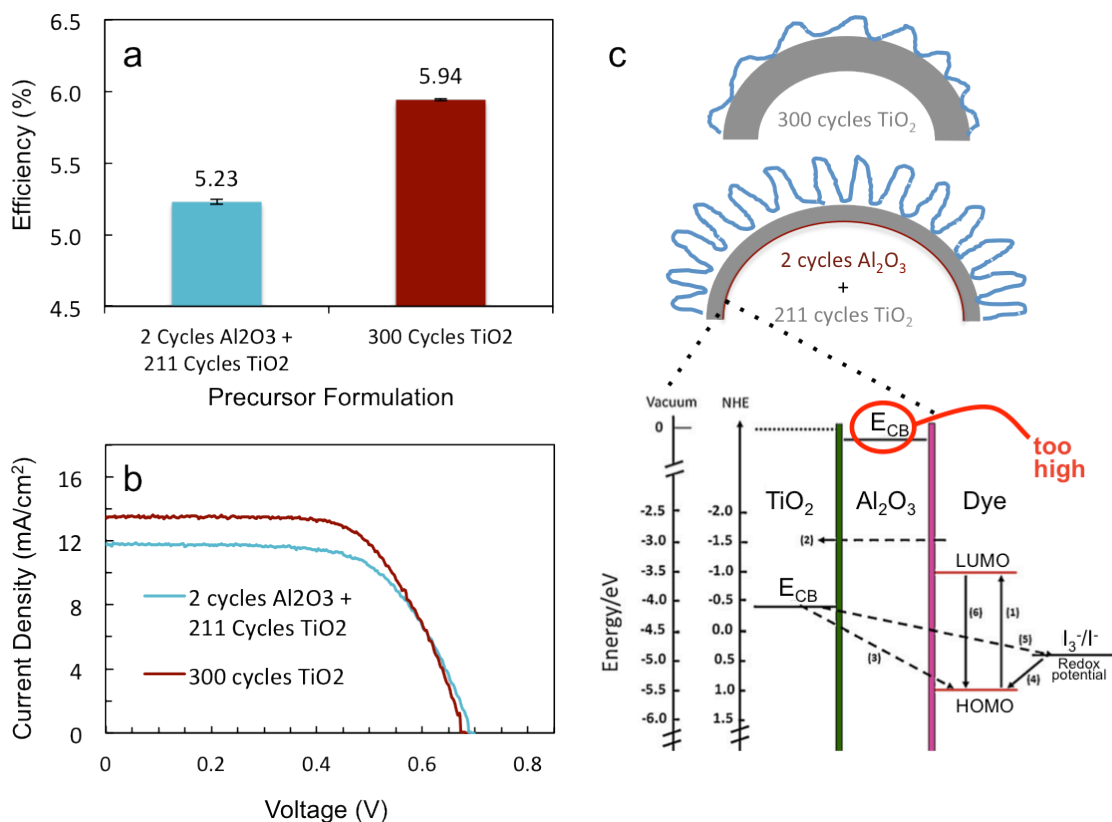 a
6.5
6.0
5.5
5.0
4.5
Efficiency (%)
5.23
5.94
2 Cycles Al2O3 +
211 Cycles TiO2
300 Cycles TiO2
Precursor Formulation
b
16
12
8
4
0
Current Density (mA/cm²)
2 cycles Al2O3 +
211 Cycles TiO2
300 cycles TiO2
0
0.2
0.4
0.6
0.8
Voltage (V)
c
300 cycles TiO₂
2 cycles Al₂O₃
+
211 cycles TiO₂
Vacuum
NHE
0
E_CB
too
high
TiO₂
Al₂O₃
Dye
-2.5
-3.0
-3.5
-4.0
-4.5
-5.0
-5.5
-6.0
Energy/eV
-2.0
-1.5
-1.0
-0.5
0.0
0.5
1.0
1.5
(2)
LUMO
E_CB
(6)
(1)
(5)
(3)
(4)
I₃⁻/I⁻
Redox
potential
HOMO